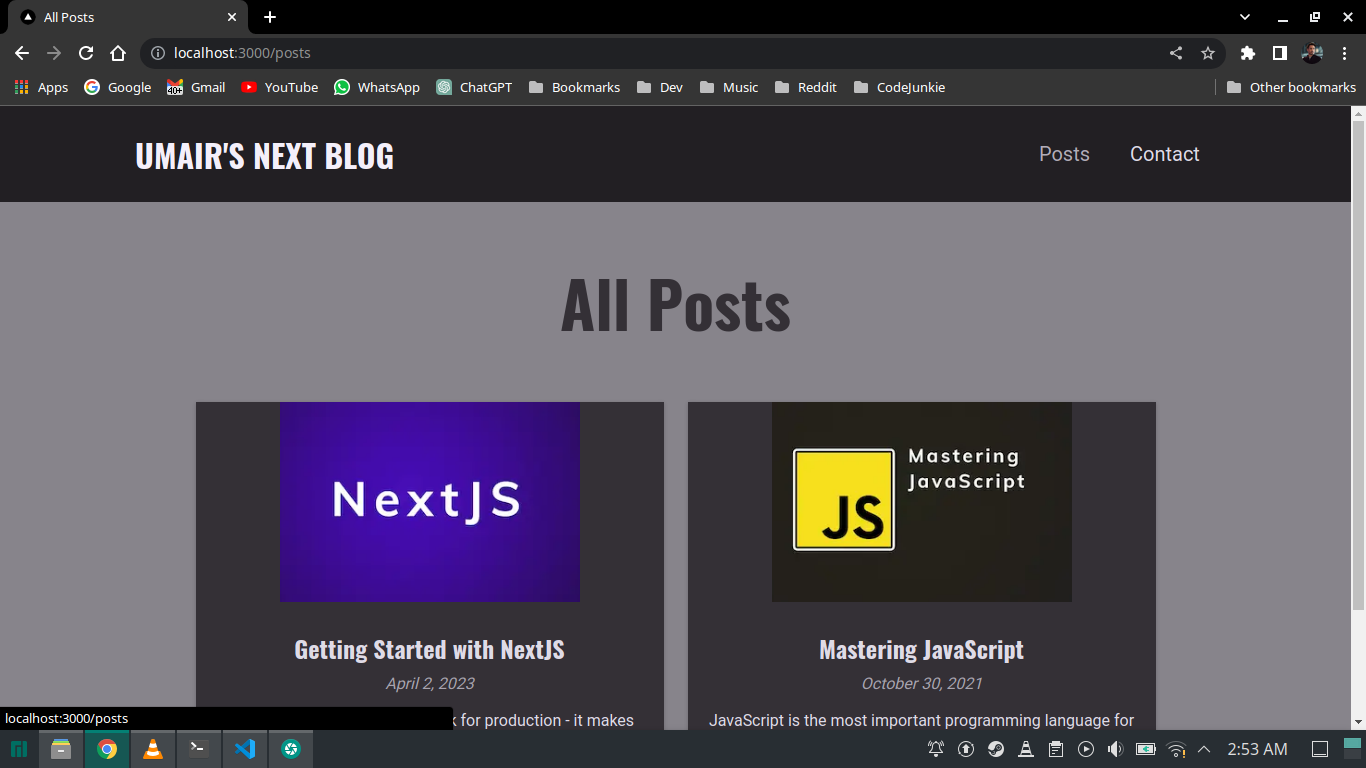 All Posts
localhost:3000/posts
Apps Google 40+ Gmail YouTube WhatsApp ChatGPT Bookmarks Dev Music Reddit CodeJunkie Other bookmarks
UMAIR'S NEXT BLOG
Posts Contact
All Posts
NextJS
Getting Started with NextJS
April 2, 2023
k for production - it makes
JS
Mastering
JavaScript
Mastering JavaScript
October 30, 2021
JavaScript is the most important programming language for
localhost:3000/posts
2:53 AM